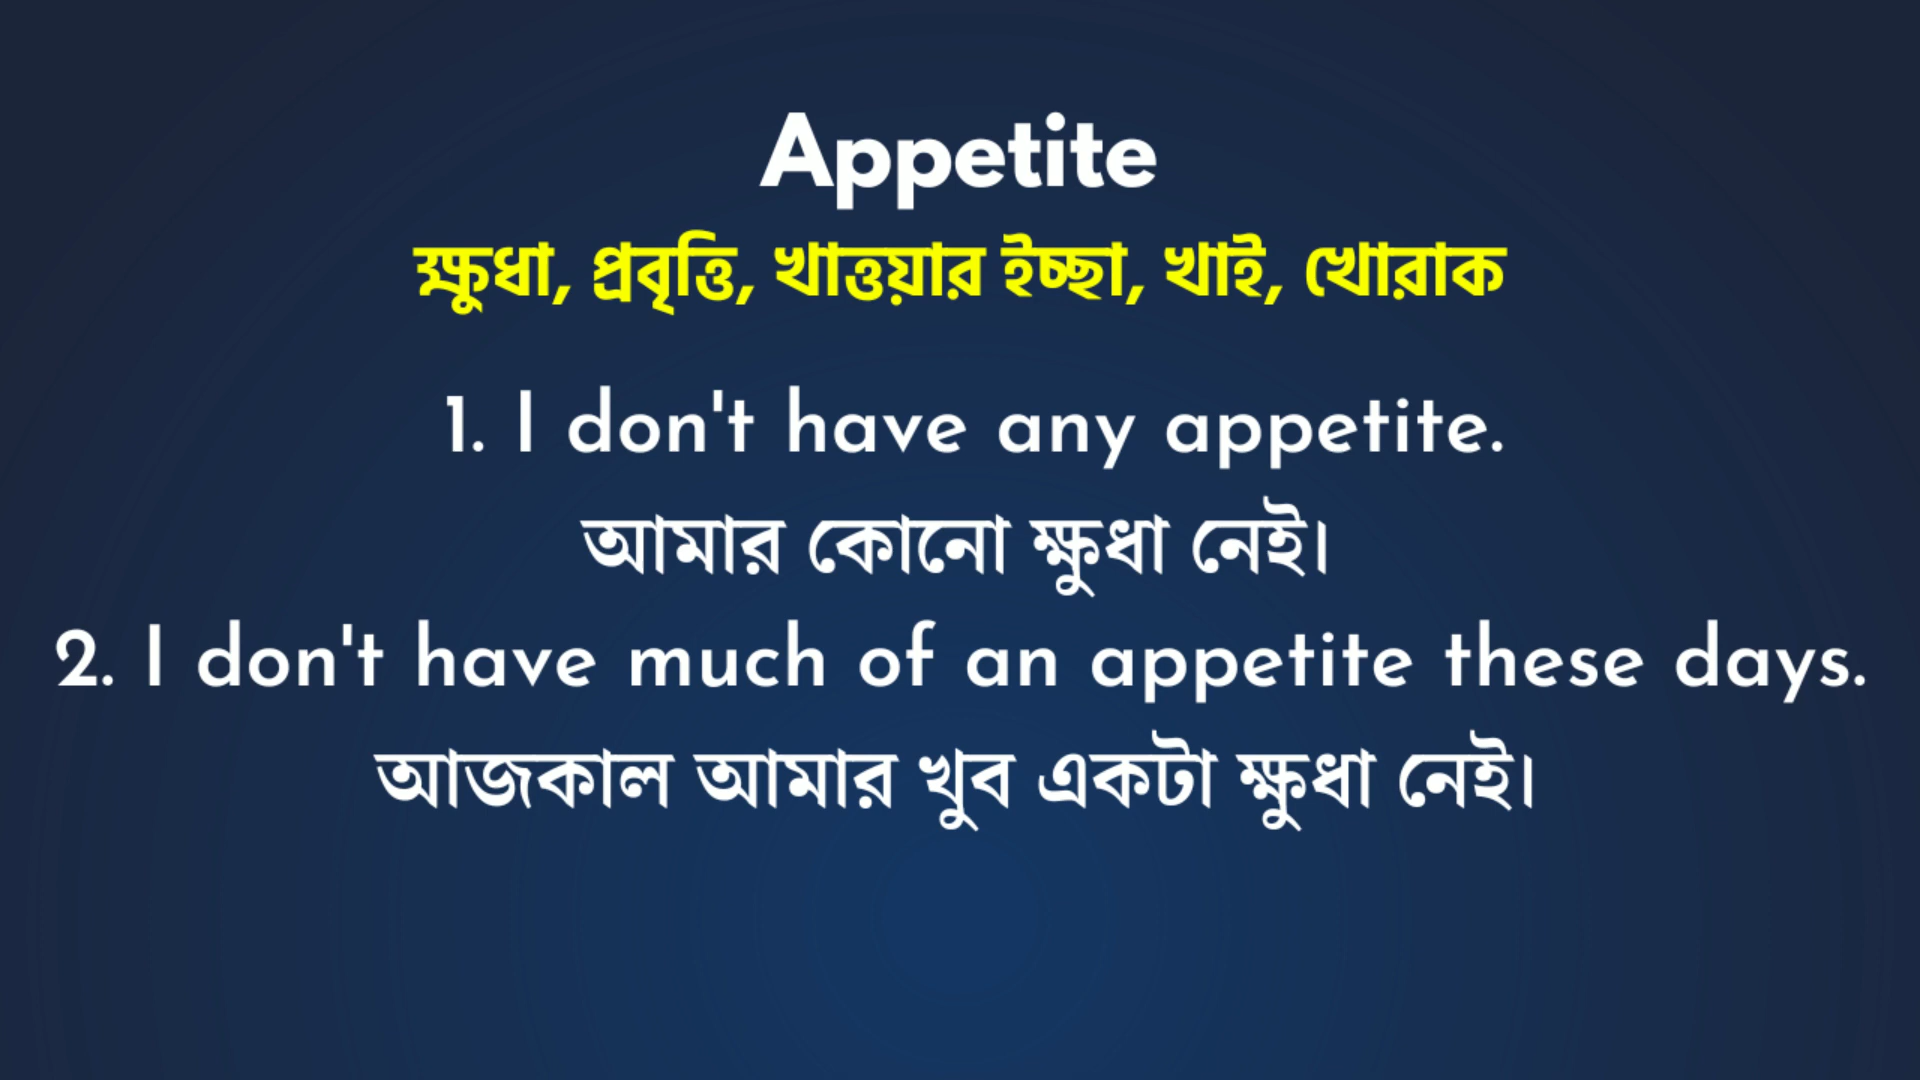 Appetite
ক্ষুধা, প্রবৃত্তি, খাত্তয়ার ইচ্ছা, খাই, খোরাক
1. I don't have any appetite.
আমার কোনো ক্ষুধা নেই।
2. I don't have much of an appetite these days.
আজকাল আমার খুব একটা ক্ষুধা নেই।